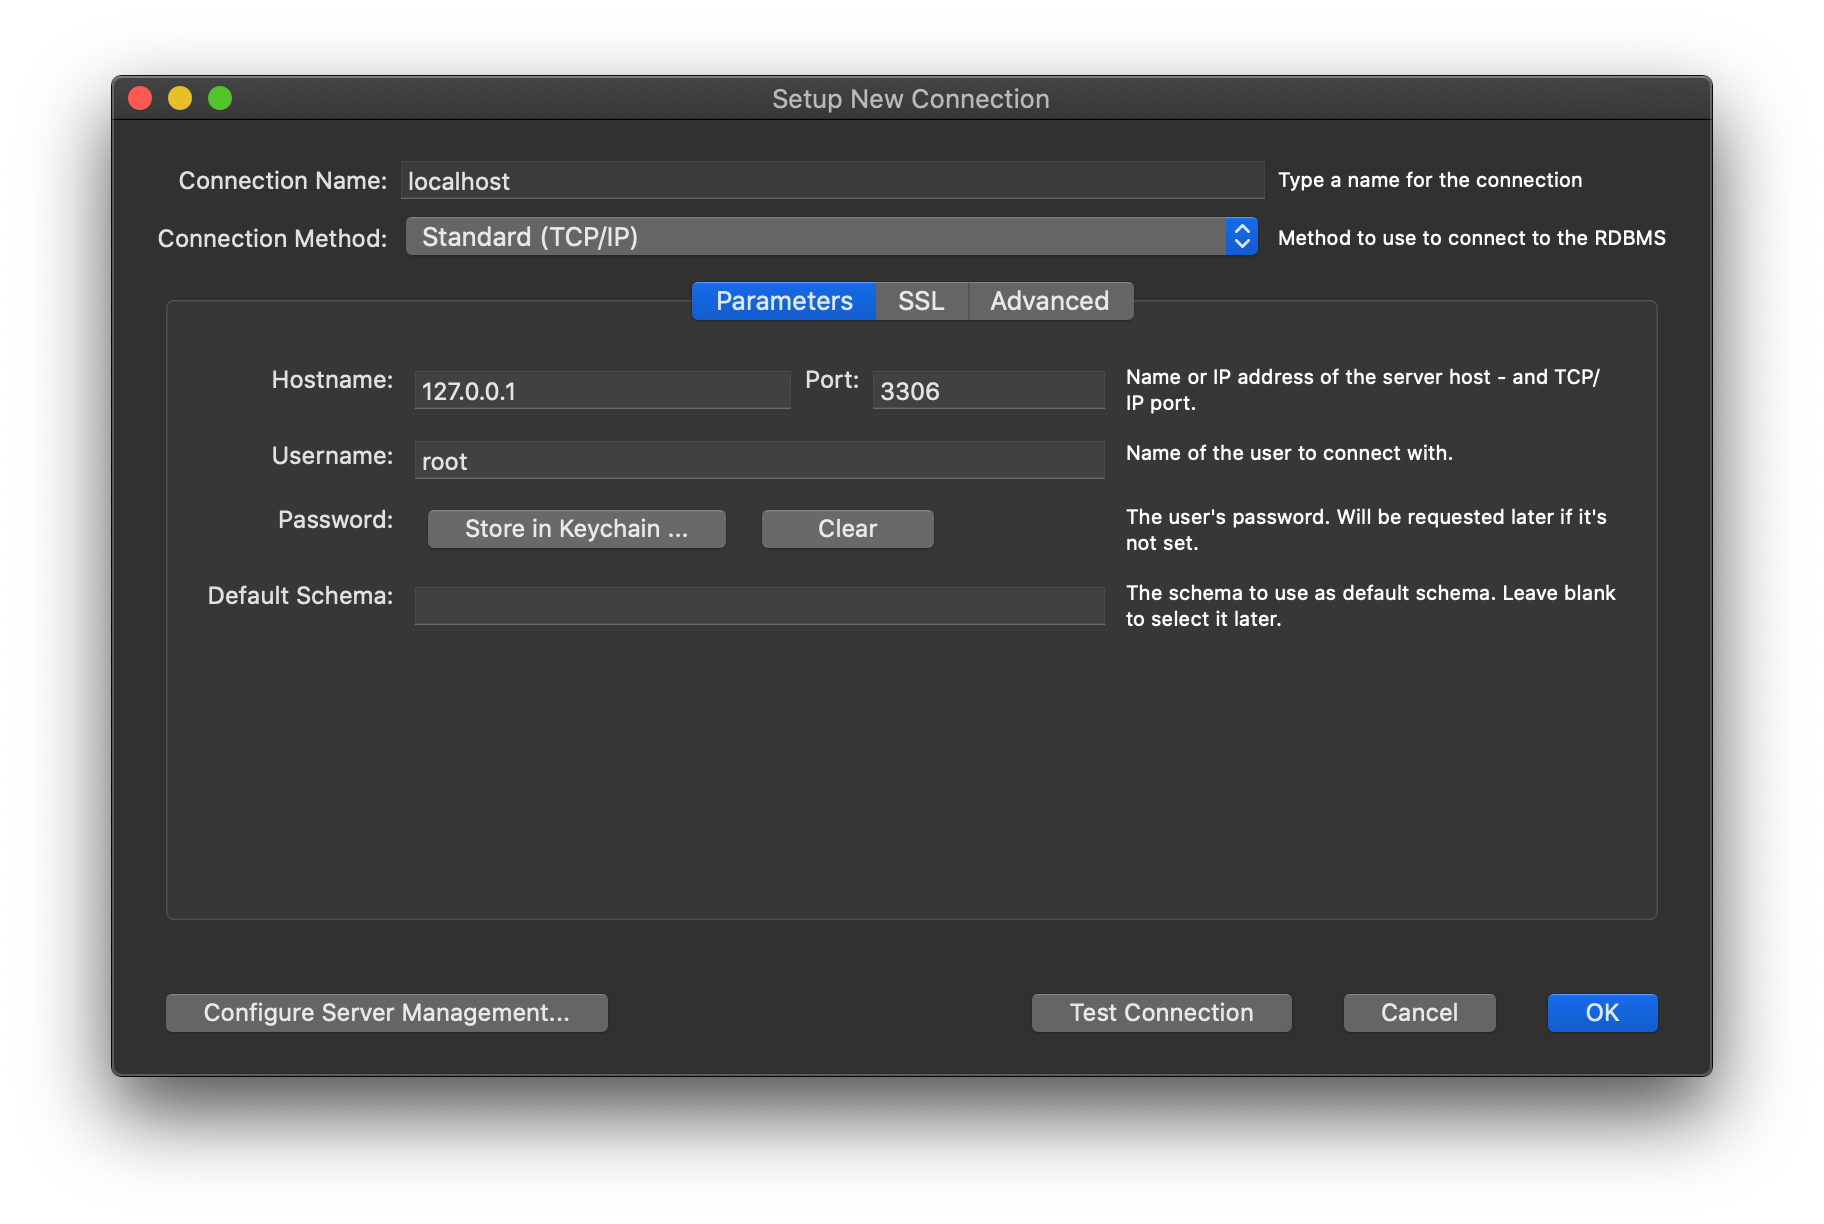 Setup New Connection
Connection Name: localhost Type a name for the connection
Connection Method: Standard (TCP/IP) Method to use to connect to the RDBMS
Parameters SSL Advanced
Hostname: 127.0.0.1 Port: 3306 Name or IP address of the server host - and TCP/
IP port.
Username: root Name of the user to connect with.
Password: Store in Keychain ... Clear The user's password. Will be requested later if it's
not set.
Default Schema: The schema to use as default schema. Leave blank
to select it later.
Configure Server Management... Test Connection Cancel OK